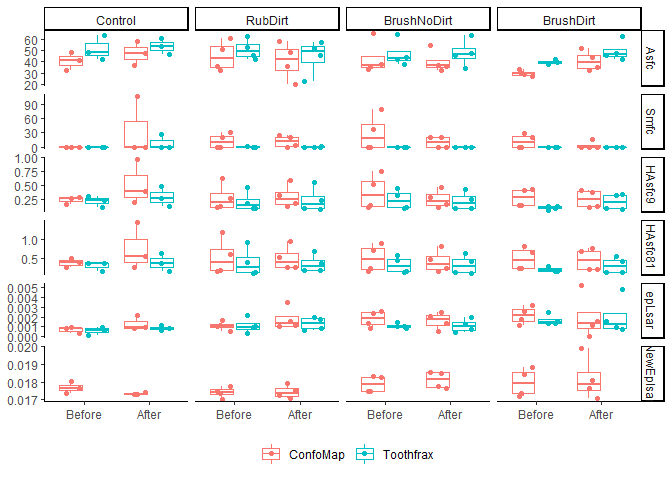 Control RubDirt BrushNoDirt BrushDirt
60
50
40
30
20
Asfc
90
60
30
0
Smfc
1.00
0.75
0.50
0.25
HAsfc9
1.0
0.5
HAsfc81
0.005
0.004
0.003
0.002
0.001
0.000
epLsar
0.020
0.019
0.018
0.017
NewEplsa
Before After Before After Before After Before After
ConfoMap Toothfrax